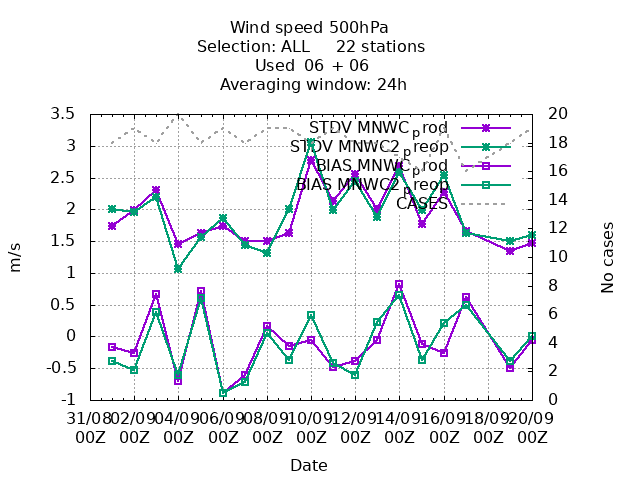 Wind speed 500hPa
Selection: ALL 22 stations
Used 06 + 06
Averaging window: 24h
3.5
3
2.5
2
1.5
1
0.5
0
-0.5
-1
m/s
STDV MNWC_prod
STDV MNWC2_preop
BIAS MNWC_prod
BIAS MNWC2_preop
CASES
20
18
16
14
12
10
8
6
4
2
0
No cases
31/08 02/09 04/09 06/09 08/09 10/09 12/09 14/09 16/09 18/09 20/09
00Z 00Z 00Z 00Z 00Z 00Z 00Z 00Z 00Z 00Z 00Z
Date